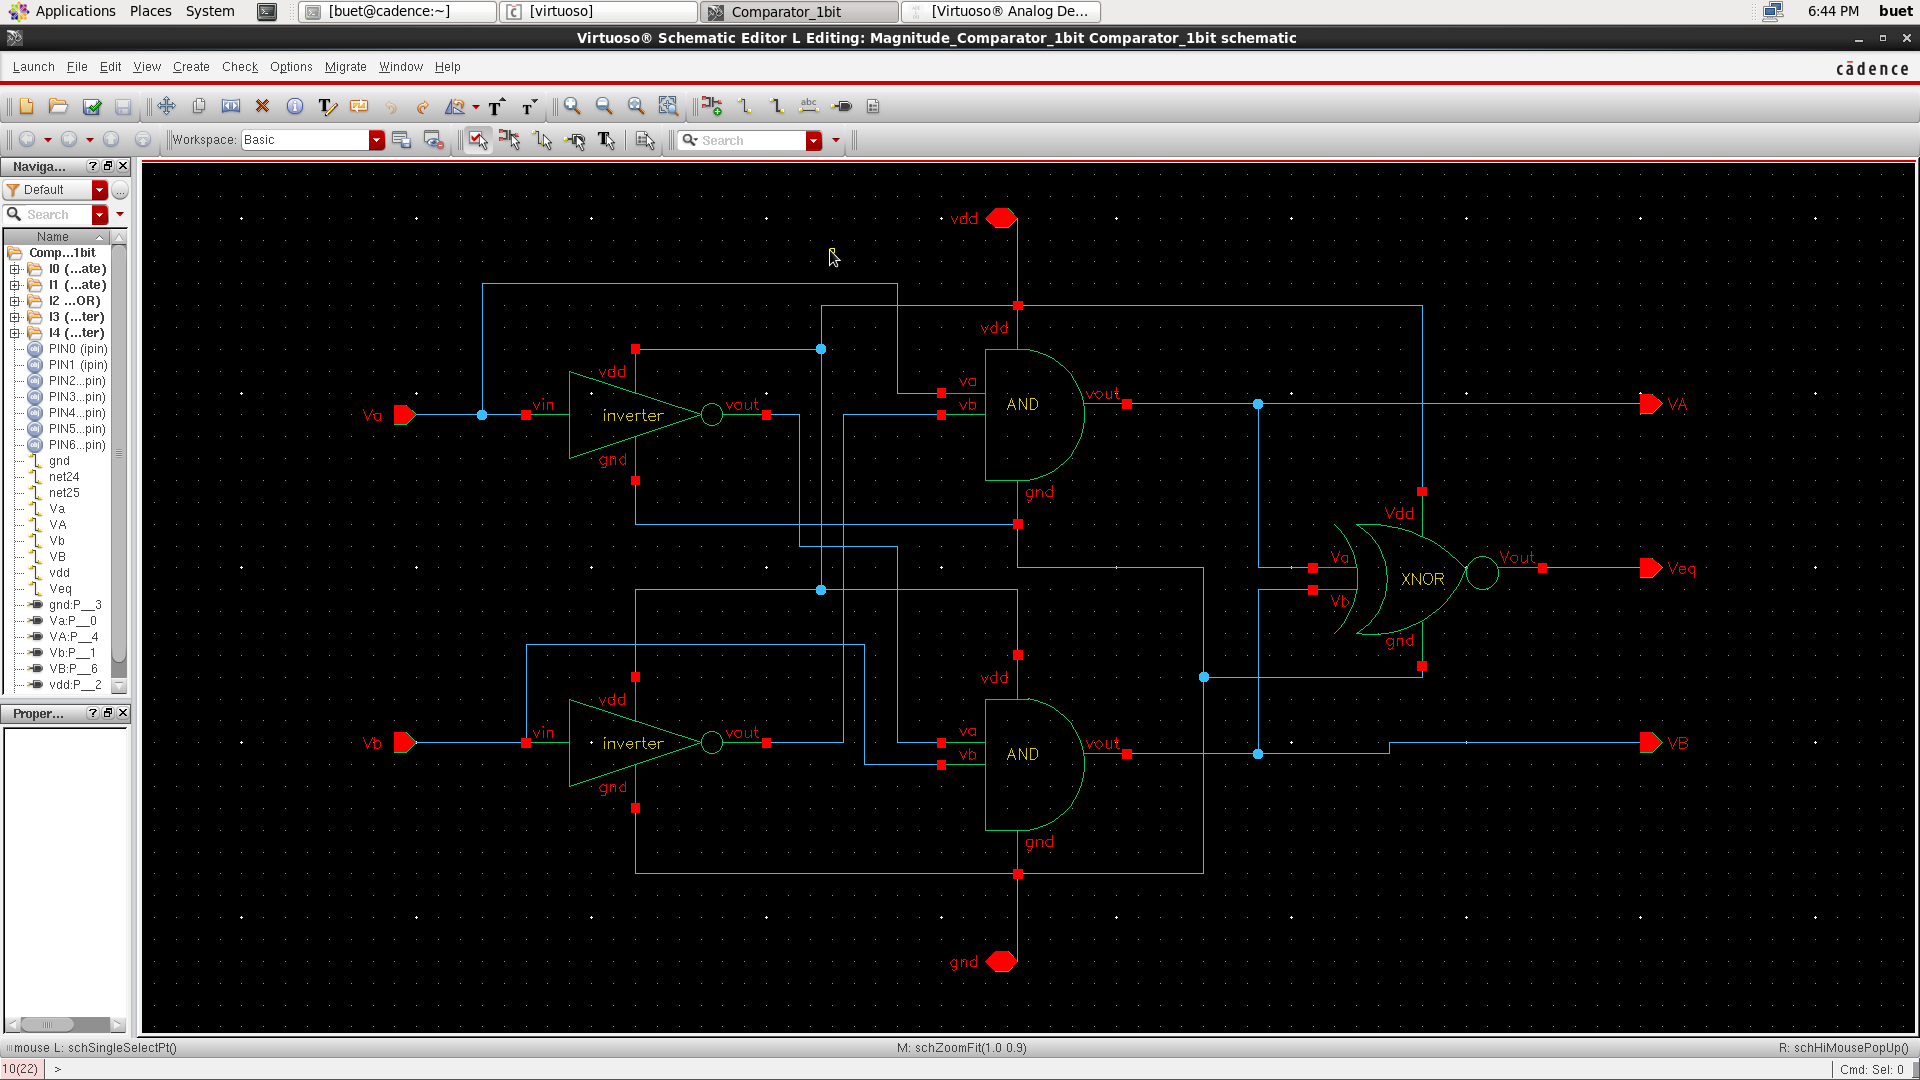 Applications Places System [buet@cadence:~] [virtuoso] Comparator_1bit [Virtuoso® Analog De... 6:44 PM buet
Virtuoso® Schematic Editor L Editing: Magnitude_Comparator_1bit Comparator_1bit schematic
Launch File Edit View Create Check Options Migrate Window Help cādence
abc
Workspace: Basic Search
Naviga...
Default
Search
Name
Comp...1bit
I0 (...ate)
I1 (...ate)
I2 ...OR)
I3 (...ter)
I4 (...ter)
PIN0 (ipin)
PIN1 (ipin)
PIN2...pin)
PIN3...pin)
PIN4...pin)
PIN5...pin)
PIN6...pin)
gnd
net24
net25
Va
VA
Vb
VB
vdd
Veq
gnd:P__3
Va:P__0
VA:P__4
Vb:P__1
VB:P__6
vdd:P__2
Proper...
vdd
vdd
vdd
va
vb
AND
vout
VA
Va
vin
inverter
vout
gnd
gnd
Vdd
Va
Vb
XNOR
Vout
Veq
gnd
vdd
vdd
va
vb
AND
vout
VB
Vb
vin
inverter
vout
gnd
gnd
gnd
mouse L: schSingleSelectPt() M: schZoomFit(1.0 0.9) R: schHiMousePopUp()
10(22) > Cmd: Sel: 0